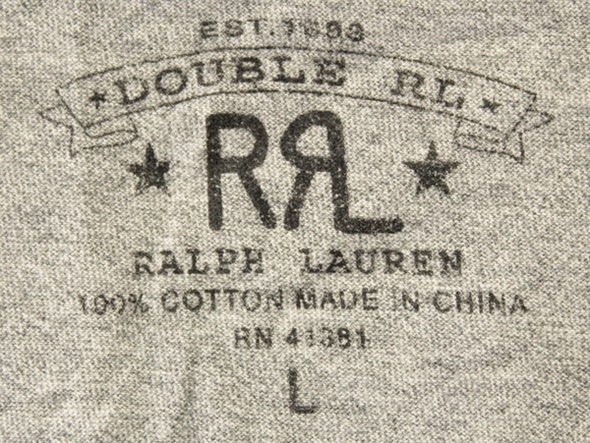 EST. 1993
DOUBLE RL
RRL
RALPH LAUREN
100% COTTON MADE IN CHINA
RN 41381
L